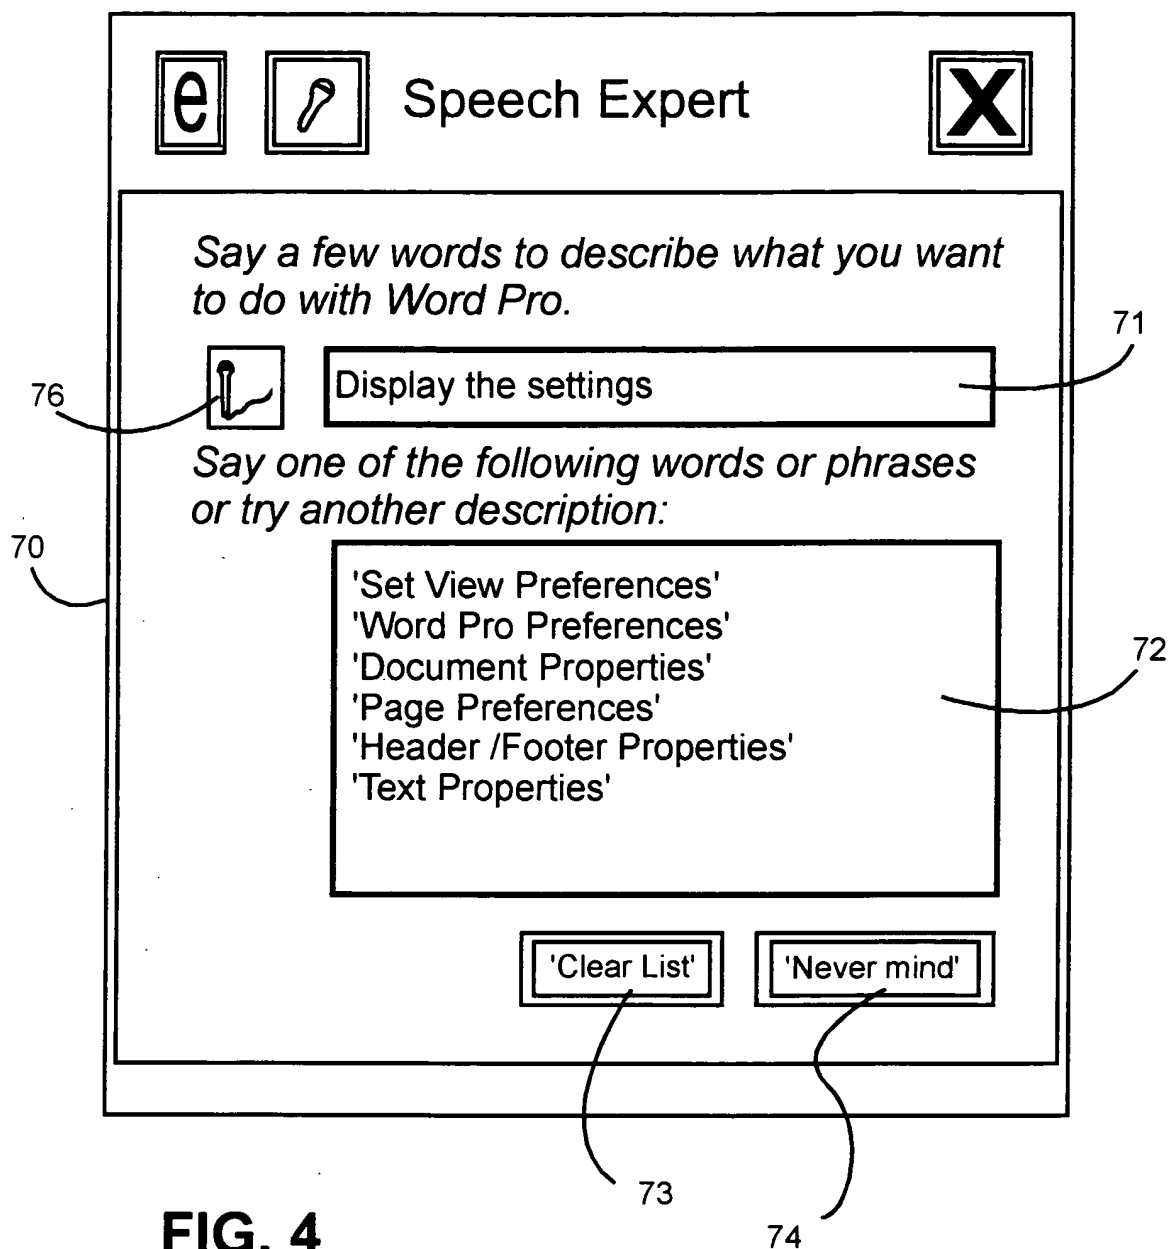 e Speech Expert X
Say a few words to describe what you want
to do with Word Pro.
71
76
Display the settings
Say one of the following words or phrases
or try another description:
70
'Set View Preferences'
'Word Pro Preferences'
72
'Document Properties'
'Page Preferences'
'Header /Footer Properties'
'Text Properties'
'Clear List' 'Never mind'
73
74
FIG. 4